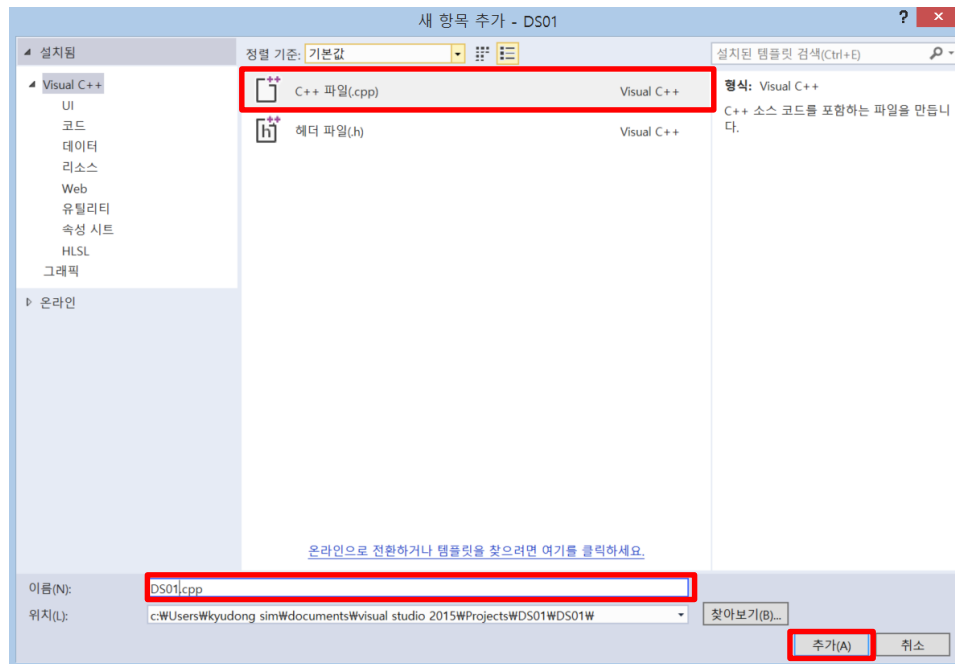 새 항목 추가 - DS01
?
설치됨
정렬 기준: 기본값
설치된 템플릿 검색(Ctrl+E)
Visual C++
UI
코드
데이터
리소스
Web
유틸리티
속성 시트
HLSL
그래픽
온라인
C++ 파일(.cpp) Visual C++
헤더 파일(.h) Visual C++
형식: Visual C++
C++ 소스 코드를 포함하는 파일을 만듭니
다.
온라인으로 전환하거나 템플릿을 찾으려면 여기를 클릭하세요.
이름(N): DS01.cpp
위치(L): c:₩Users₩kyudong sim₩documents₩visual studio 2015₩Projects₩DS01₩DS01₩ 찾아보기(B)...
추가(A) 취소